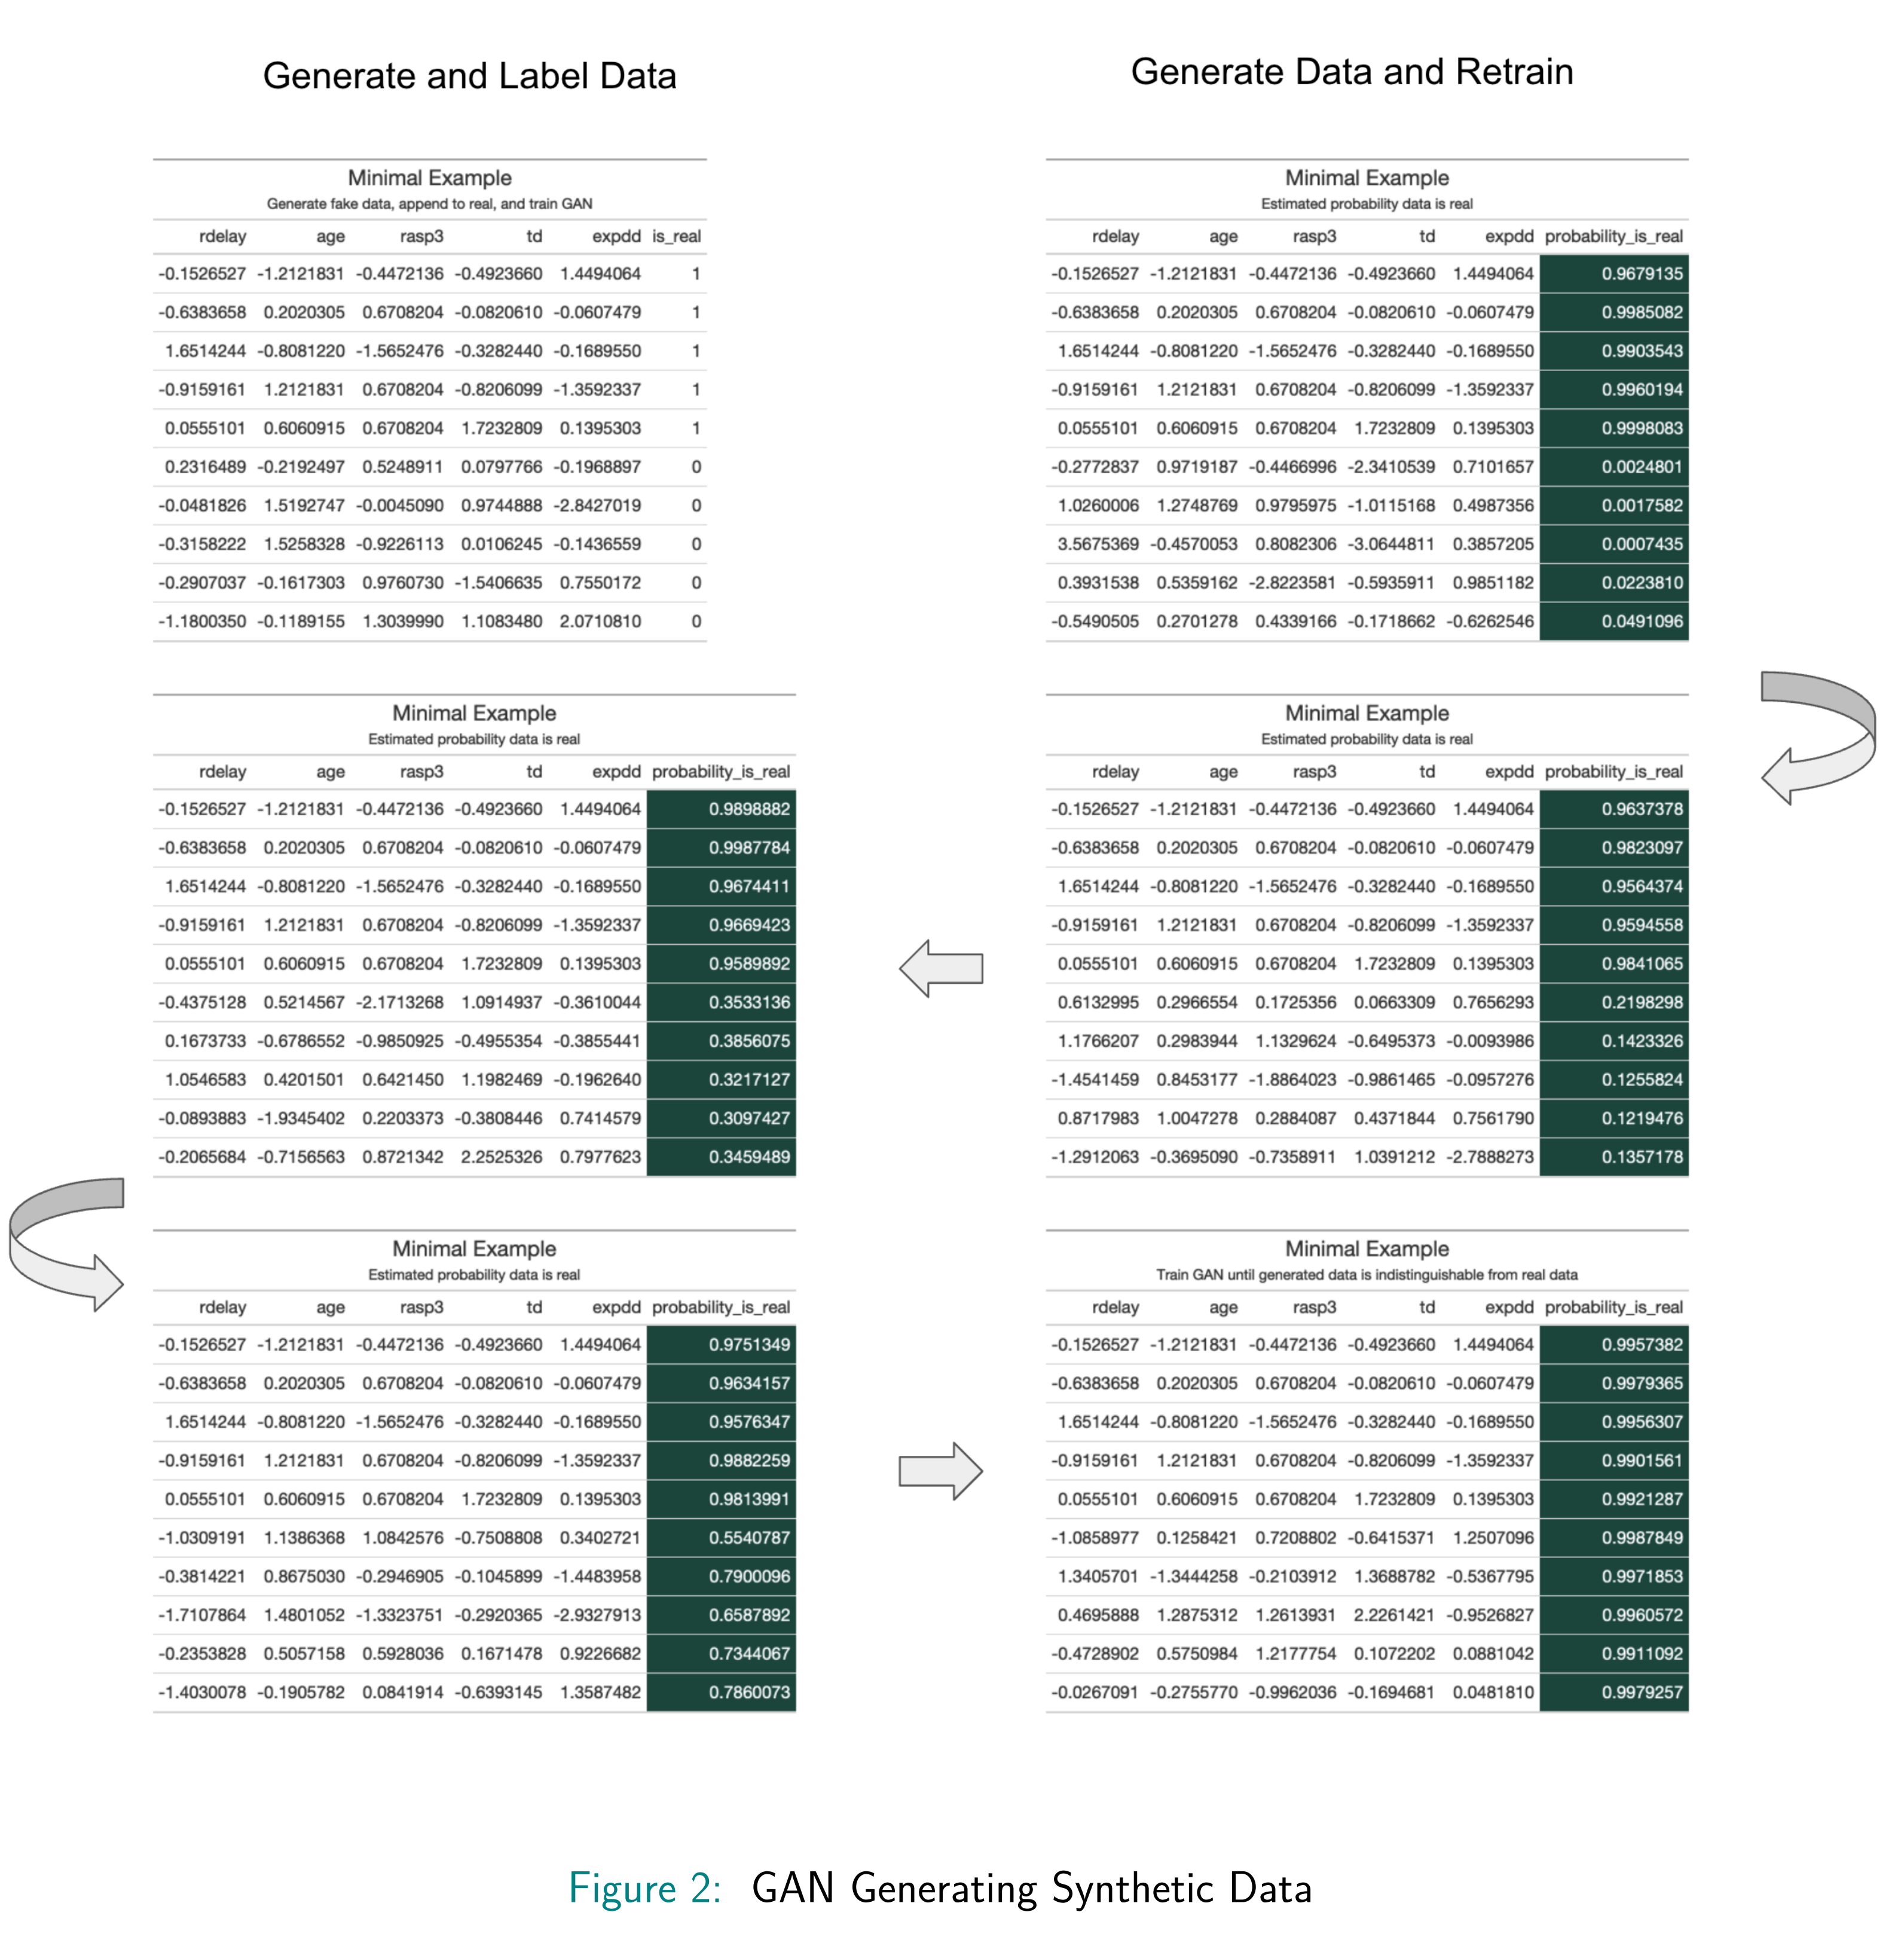 Generate and Label Data
Generate Data and Retrain
Minimal Example
Generate fake data, append to real, and train GAN
rdelay age rasp3 td expdd is_real
-0.1526527 -1.2121831 -0.4472136 -0.4923660 1.4494064 1
-0.6383658 0.2020305 0.6708204 -0.0820610 -0.0607479 1
1.6514244 -0.8081220 -1.5652476 -0.3282440 -0.1689550 1
-0.9159161 1.2121831 0.6708204 -0.8206099 -1.3592337 1
0.0555101 0.6060915 0.6708204 1.7232809 0.1395303 1
0.2316489 -0.2192497 0.5248911 0.0797766 -0.1968897 0
-0.0481826 1.5192747 -0.0045090 0.9744888 -2.8427019 0
-0.3158222 1.5258328 -0.9226113 0.0106245 -0.1436559 0
-0.2907037 -0.1617303 0.9760730 -1.5406635 0.7550172 0
-1.1800350 -0.1189155 1.3039990 1.1083480 2.0710810 0
Minimal Example
Estimated probability data is real
rdelay age rasp3 td expdd probability_is_real
-0.1526527 -1.2121831 -0.4472136 -0.4923660 1.4494064 0.9679135
-0.6383658 0.2020305 0.6708204 -0.0820610 -0.0607479 0.9985082
1.6514244 -0.8081220 -1.5652476 -0.3282440 -0.1689550 0.9903543
-0.9159161 1.2121831 0.6708204 -0.8206099 -1.3592337 0.9960194
0.0555101 0.6060915 0.6708204 1.7232809 0.1395303 0.9998083
-0.2772837 0.9719187 -0.4466996 -2.3410539 0.7101657 0.0024801
1.0260006 1.2748769 0.9795975 -1.0115168 0.4987356 0.0017582
3.5675369 -0.4570053 0.8082306 -3.0644811 0.3857205 0.0007435
0.3931538 0.5359162 -2.8223581 -0.5935911 0.9851182 0.0223810
-0.5490505 0.2701278 0.4339166 -0.1718662 -0.6262546 0.0491096
Minimal Example
Estimated probability data is real
rdelay age rasp3 td expdd probability_is_real
-0.1526527 -1.2121831 -0.4472136 -0.4923660 1.4494064 0.9898882
-0.6383658 0.2020305 0.6708204 -0.0820610 -0.0607479 0.9987784
1.6514244 -0.8081220 -1.5652476 -0.3282440 -0.1689550 0.9674411
-0.9159161 1.2121831 0.6708204 -0.8206099 -1.3592337 0.9669423
0.0555101 0.6060915 0.6708204 1.7232809 0.1395303 0.9589892
-0.4375128 0.5214567 -2.1713268 1.0914937 -0.3610044 0.3533136
0.1673733 -0.6786552 -0.9850925 -0.4955354 -0.3855441 0.3856075
1.0546583 0.4201501 0.6421450 1.1982469 -0.1962640 0.3217127
-0.0893883 -1.9345402 0.2203373 -0.3808446 0.7414579 0.3097427
-0.2065684 -0.7156563 0.8721342 2.2525326 0.7977623 0.3459489
Minimal Example
Estimated probability data is real
rdelay age rasp3 td expdd probability_is_real
-0.1526527 -1.2121831 -0.4472136 -0.4923660 1.4494064 0.9637378
-0.6383658 0.2020305 0.6708204 -0.0820610 -0.0607479 0.9823097
1.6514244 -0.8081220 -1.5652476 -0.3282440 -0.1689550 0.9564374
-0.9159161 1.2121831 0.6708204 -0.8206099 -1.3592337 0.9594558
0.0555101 0.6060915 0.6708204 1.7232809 0.1395303 0.9841065
0.6132995 0.2966554 0.1725356 0.0663309 0.7656293 0.2198298
1.1766207 0.2983944 1.1329624 -0.6495373 -0.0093986 0.1423326
-1.4541459 0.8453177 -1.8864023 -0.9861465 -0.0957276 0.1255824
0.8717983 1.0047278 0.2884087 0.4371844 0.7561790 0.1219476
-1.2912063 -0.3695090 -0.7358911 1.0391212 -2.7888273 0.1357178
Minimal Example
Estimated probability data is real
rdelay age rasp3 td expdd probability_is_real
-0.1526527 -1.2121831 -0.4472136 -0.4923660 1.4494064 0.9751349
-0.6383658 0.2020305 0.6708204 -0.0820610 -0.0607479 0.9634157
1.6514244 -0.8081220 -1.5652476 -0.3282440 -0.1689550 0.9576347
-0.9159161 1.2121831 0.6708204 -0.8206099 -1.3592337 0.9882259
0.0555101 0.6060915 0.6708204 1.7232809 0.1395303 0.9813991
-1.0309191 1.1386368 1.0842576 -0.7508808 0.3402721 0.5540787
-0.3814221 0.8675030 -0.2946905 -0.1045899 -1.4483958 0.7900096
-1.7107864 1.4801052 -1.3323751 -0.2920365 -2.9327913 0.6587892
-0.2353828 0.5057158 0.5928036 0.1671478 0.9226682 0.7344067
-1.4030078 -0.1905782 0.0841914 -0.6393145 1.3587482 0.7860073
Minimal Example
Train GAN until generated data is indistinguishable from real data
rdelay age rasp3 td expdd probability_is_real
-0.1526527 -1.2121831 -0.4472136 -0.4923660 1.4494064 0.9957382
-0.6383658 0.2020305 0.6708204 -0.0820610 -0.0607479 0.9979365
1.6514244 -0.8081220 -1.5652476 -0.3282440 -0.1689550 0.9956307
-0.9159161 1.2121831 0.6708204 -0.8206099 -1.3592337 0.9901561
0.0555101 0.6060915 0.6708204 1.7232809 0.1395303 0.9921287
-1.0858977 0.1258421 0.7208802 -0.6415371 1.2507096 0.9987849
1.3405701 -1.3444258 -0.2103912 1.3688782 -0.5367795 0.9971853
0.4695888 1.2875312 1.2613931 2.2261421 -0.9526827 0.9960572
-0.4728902 0.5750984 1.2177754 0.1072202 0.0881042 0.9911092
-0.0267091 -0.2755770 -0.9962036 -0.1694681 0.0481810 0.9979257
Figure 2: GAN Generating Synthetic Data